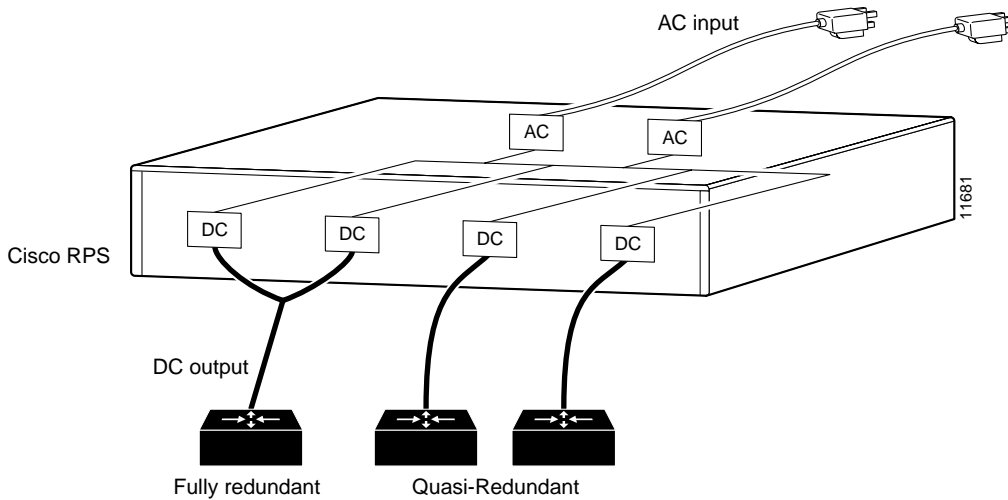 AC input
AC
AC
11681
DC
DC
DC
DC
Cisco RPS
DC output
Fully redundant
Quasi-Redundant